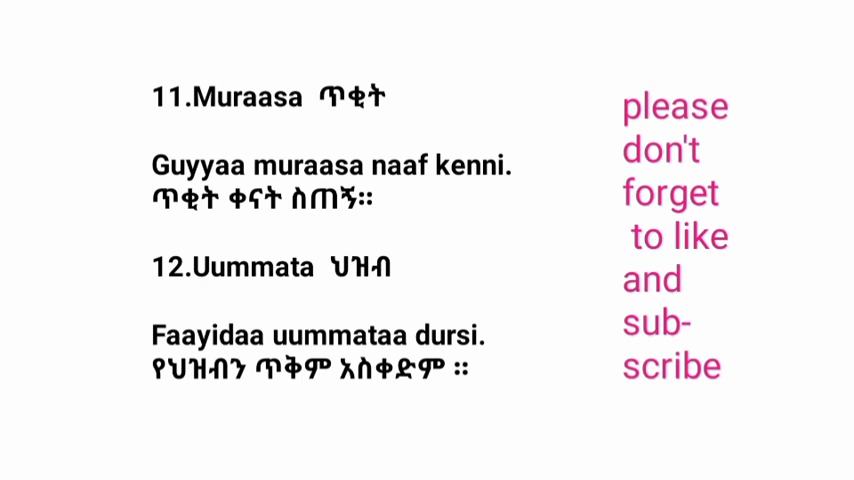 11.Muraasa ጥቂት
Guyyaa muraasa naaf kenni.
ጥቂት ቀናት ስጠኝ።
12.Uummata ህዝብ
Faayidaa uummataa dursi.
የህዝብን ጥቅም አስቀድም ።
please
don't
forget
to like
and
sub-
scribe